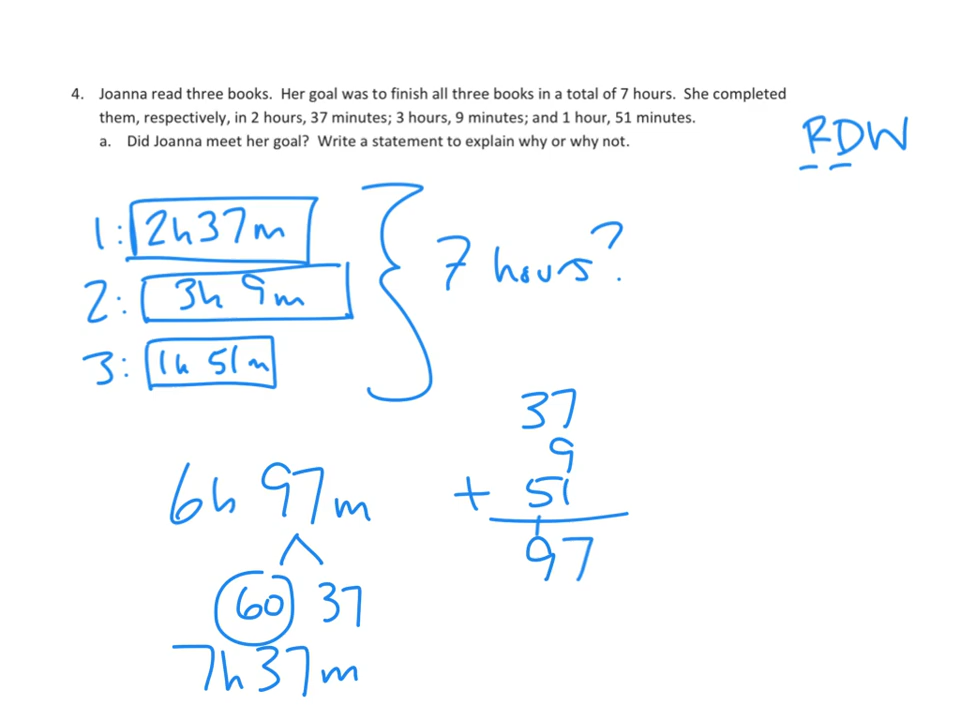 4. Joanna read three books. Her goal was to finish all three books in a total of 7 hours. She completed
them, respectively, in 2 hours, 37 minutes; 3 hours, 9 minutes; and 1 hour, 51 minutes.
a. Did Joanna meet her goal? Write a statement to explain why or why not.
RDW
1: 2h37m
2: 3h 9m
3: 1h 51m
7 hours?
37
9
+ 51
1
97
6h 97m
60 37
7h37m